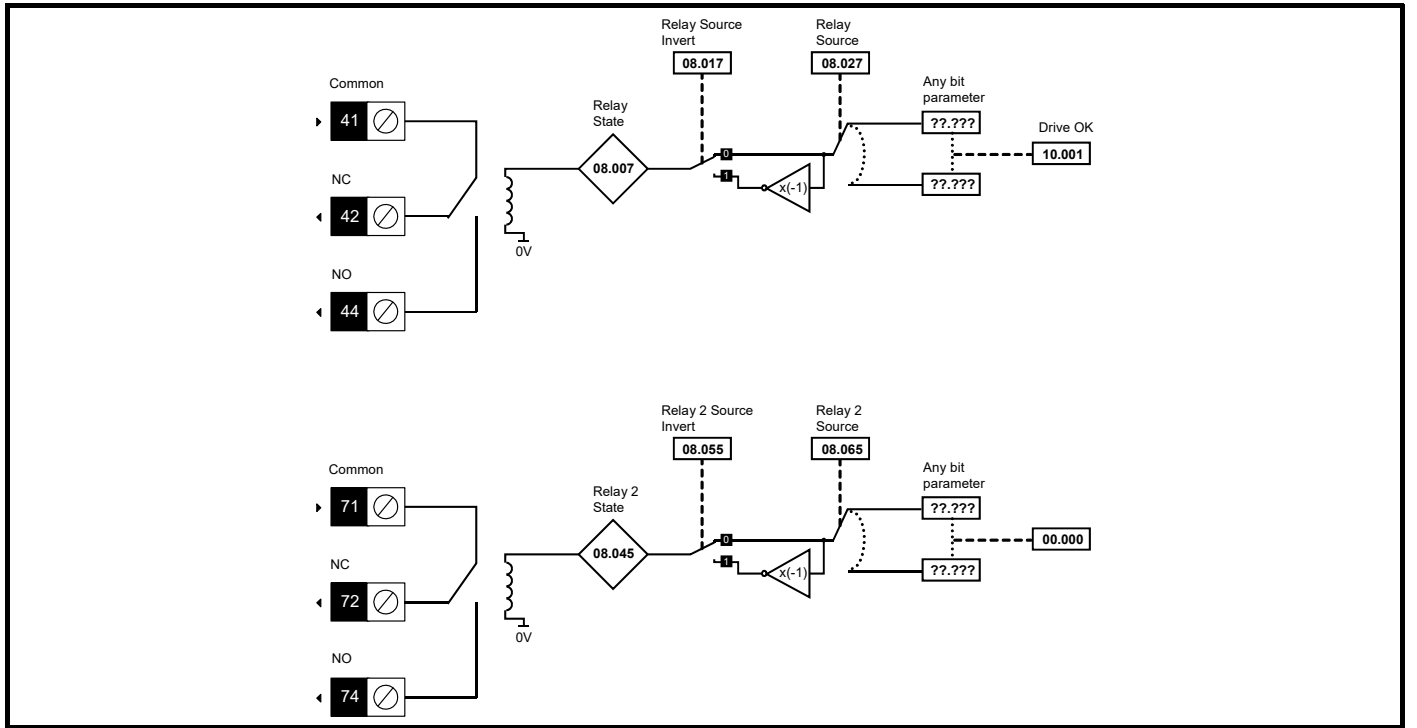 Relay Source
Invert
08.017
Relay
Source
08.027
Any bit
parameter
??.???
??.???
Drive OK
10.001
Common
41
NC
42
NO
44
Relay
State
08.007
0V
0
1
x(-1)
Relay 2 Source
Invert
08.055
Relay 2
Source
08.065
Any bit
parameter
??.???
??.???
00.000
Common
71
NC
72
NO
74
Relay 2
State
08.045
0V
0
1
x(-1)